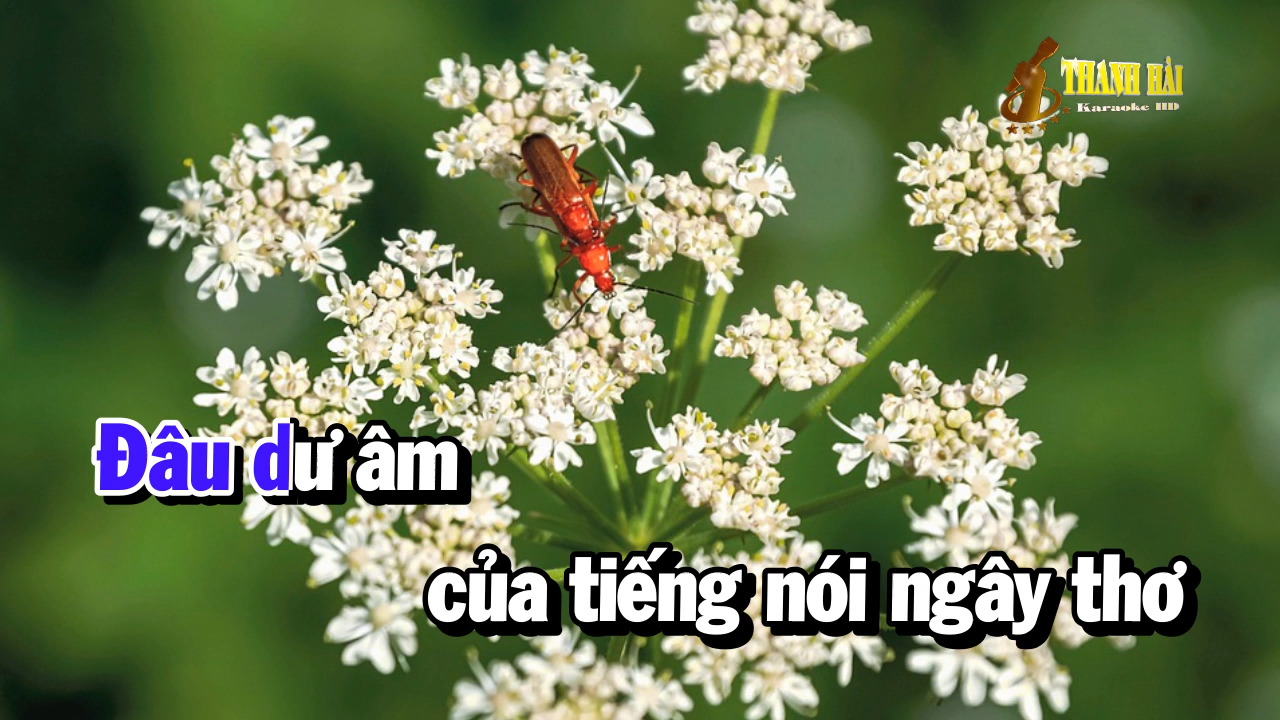 THANH HẢI
Karaoke HD
Đâu dư âm
của tiếng nói ngây thơ